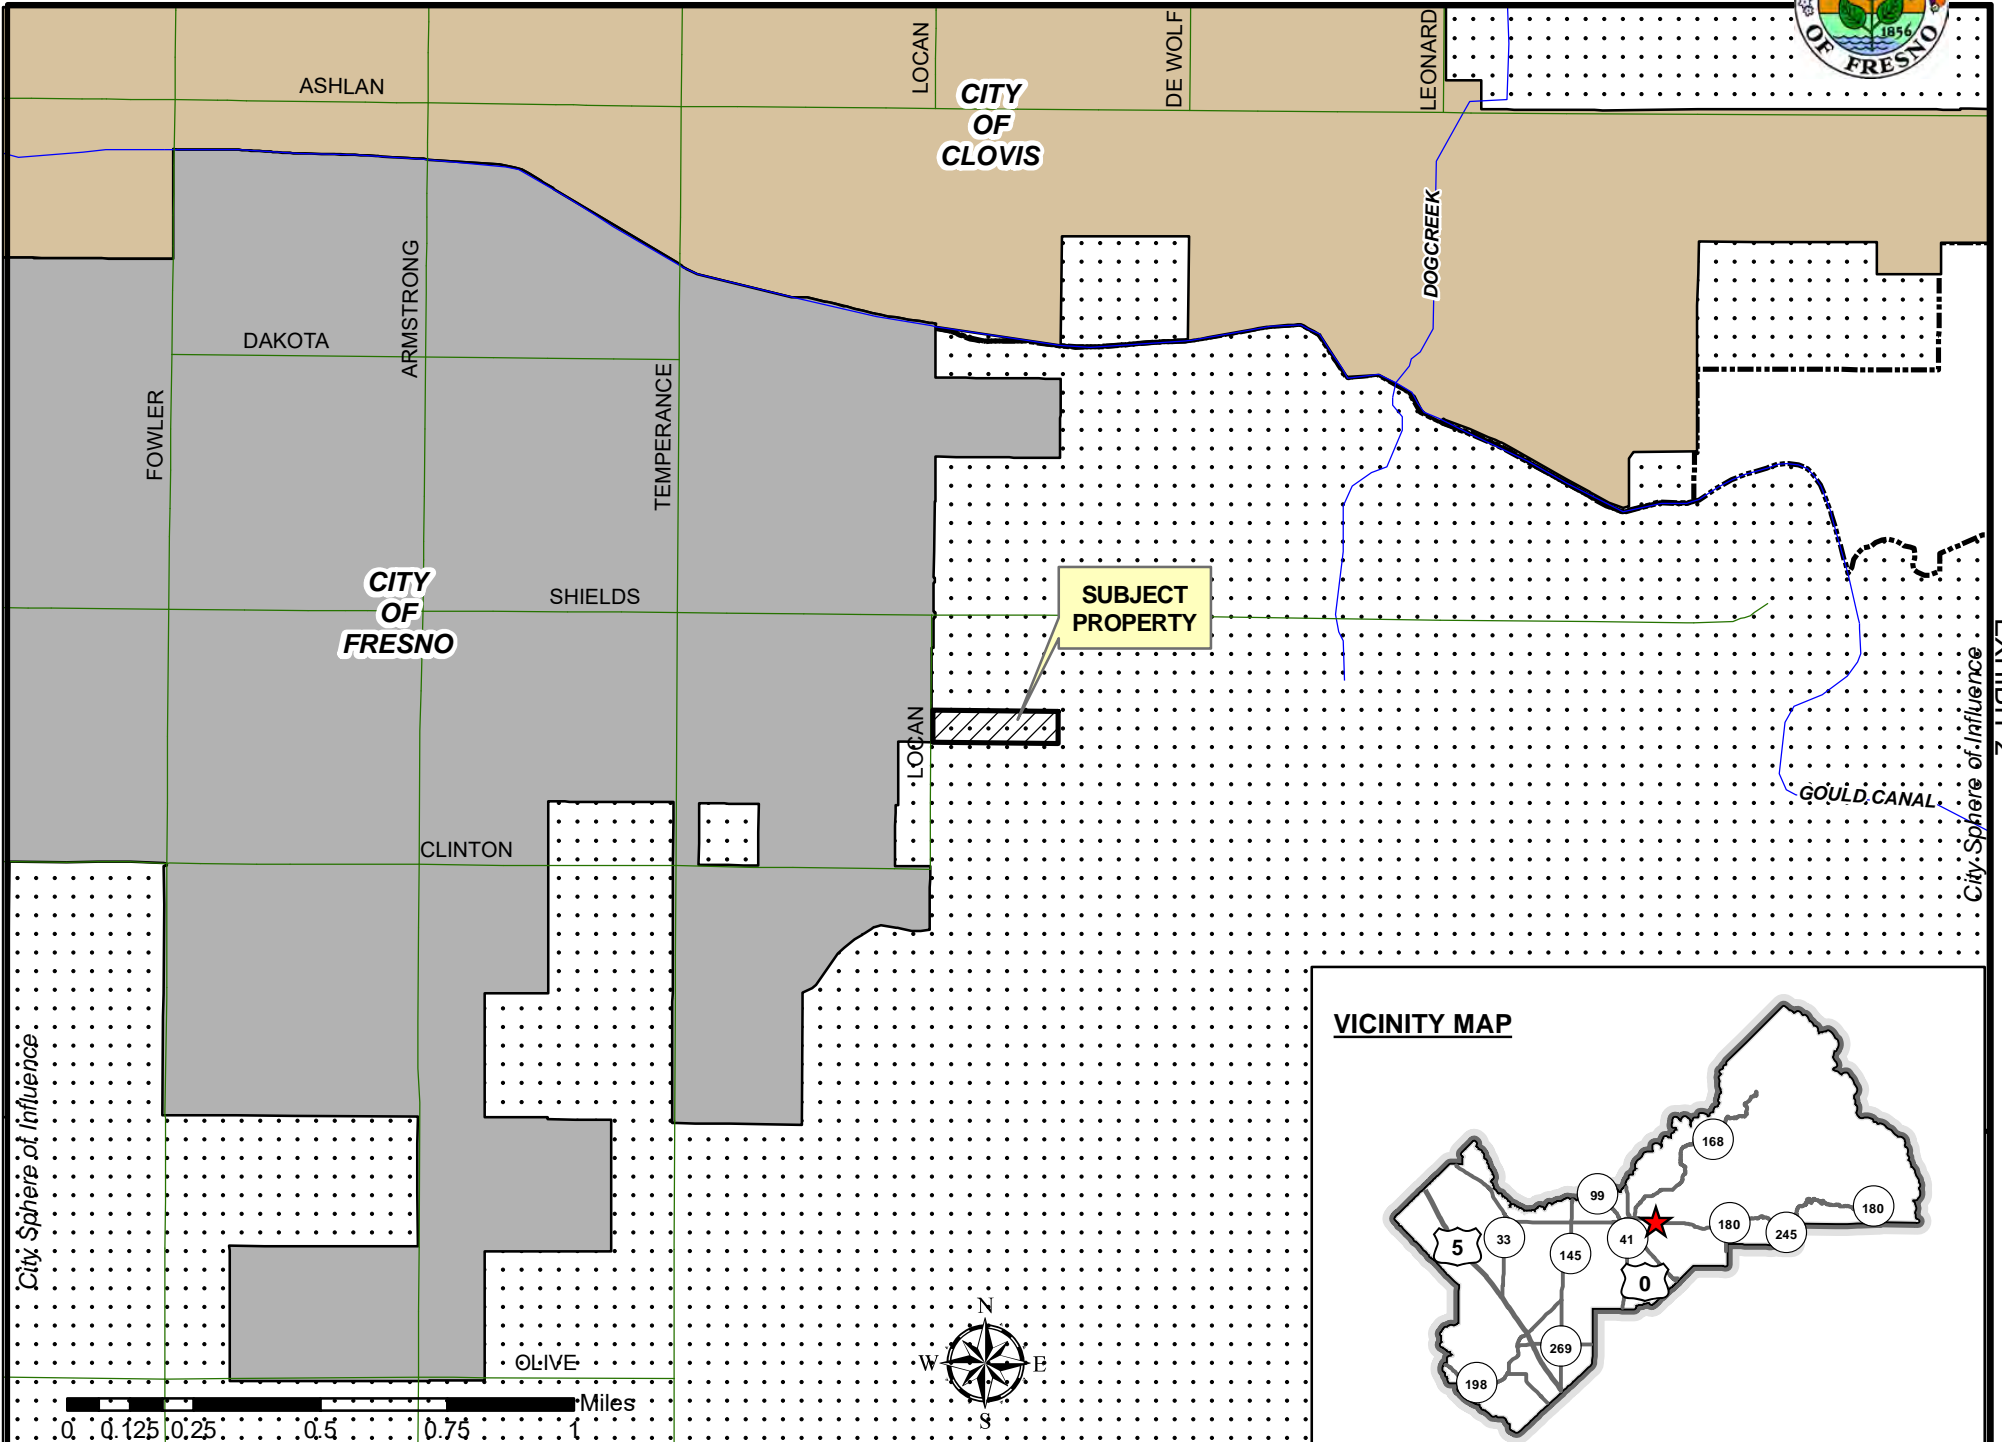 1856
OF FRESNO
ASHLAN
LOCAN
DE WOLF
LEONARD
CITY
OF
CLOVIS
DOGCREEK
ARMSTRONG
DAKOTA
FOWLER
TEMPERANCE
CITY
OF
FRESNO
SHIELDS
SUBJECT
PROPERTY
LOCAN
GOULD CANAL
City Sphere of Influence
CLINTON
City Sphere of Influence
OLIVE
Miles
0 0.125 0.25 0.5 0.75 1
N
W
E
S
VICINITY MAP
168
99
180
180
245
41
33
145
5
0
269
198